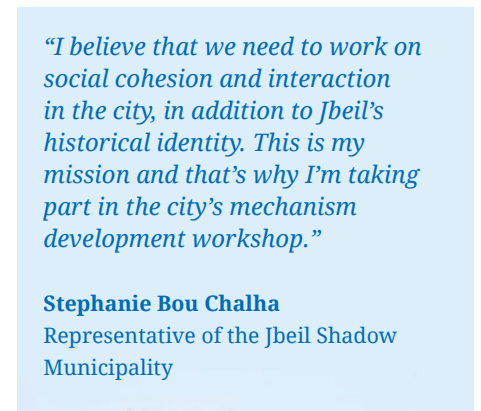 “I believe that we need to work on
social cohesion and interaction
in the city, in addition to Jbeil’s
historical identity. This is my
mission and that’s why I’m taking
part in the city’s mechanism
development workshop.”
Stephanie Bou Chalha
Representative of the Jbeil Shadow
Municipality